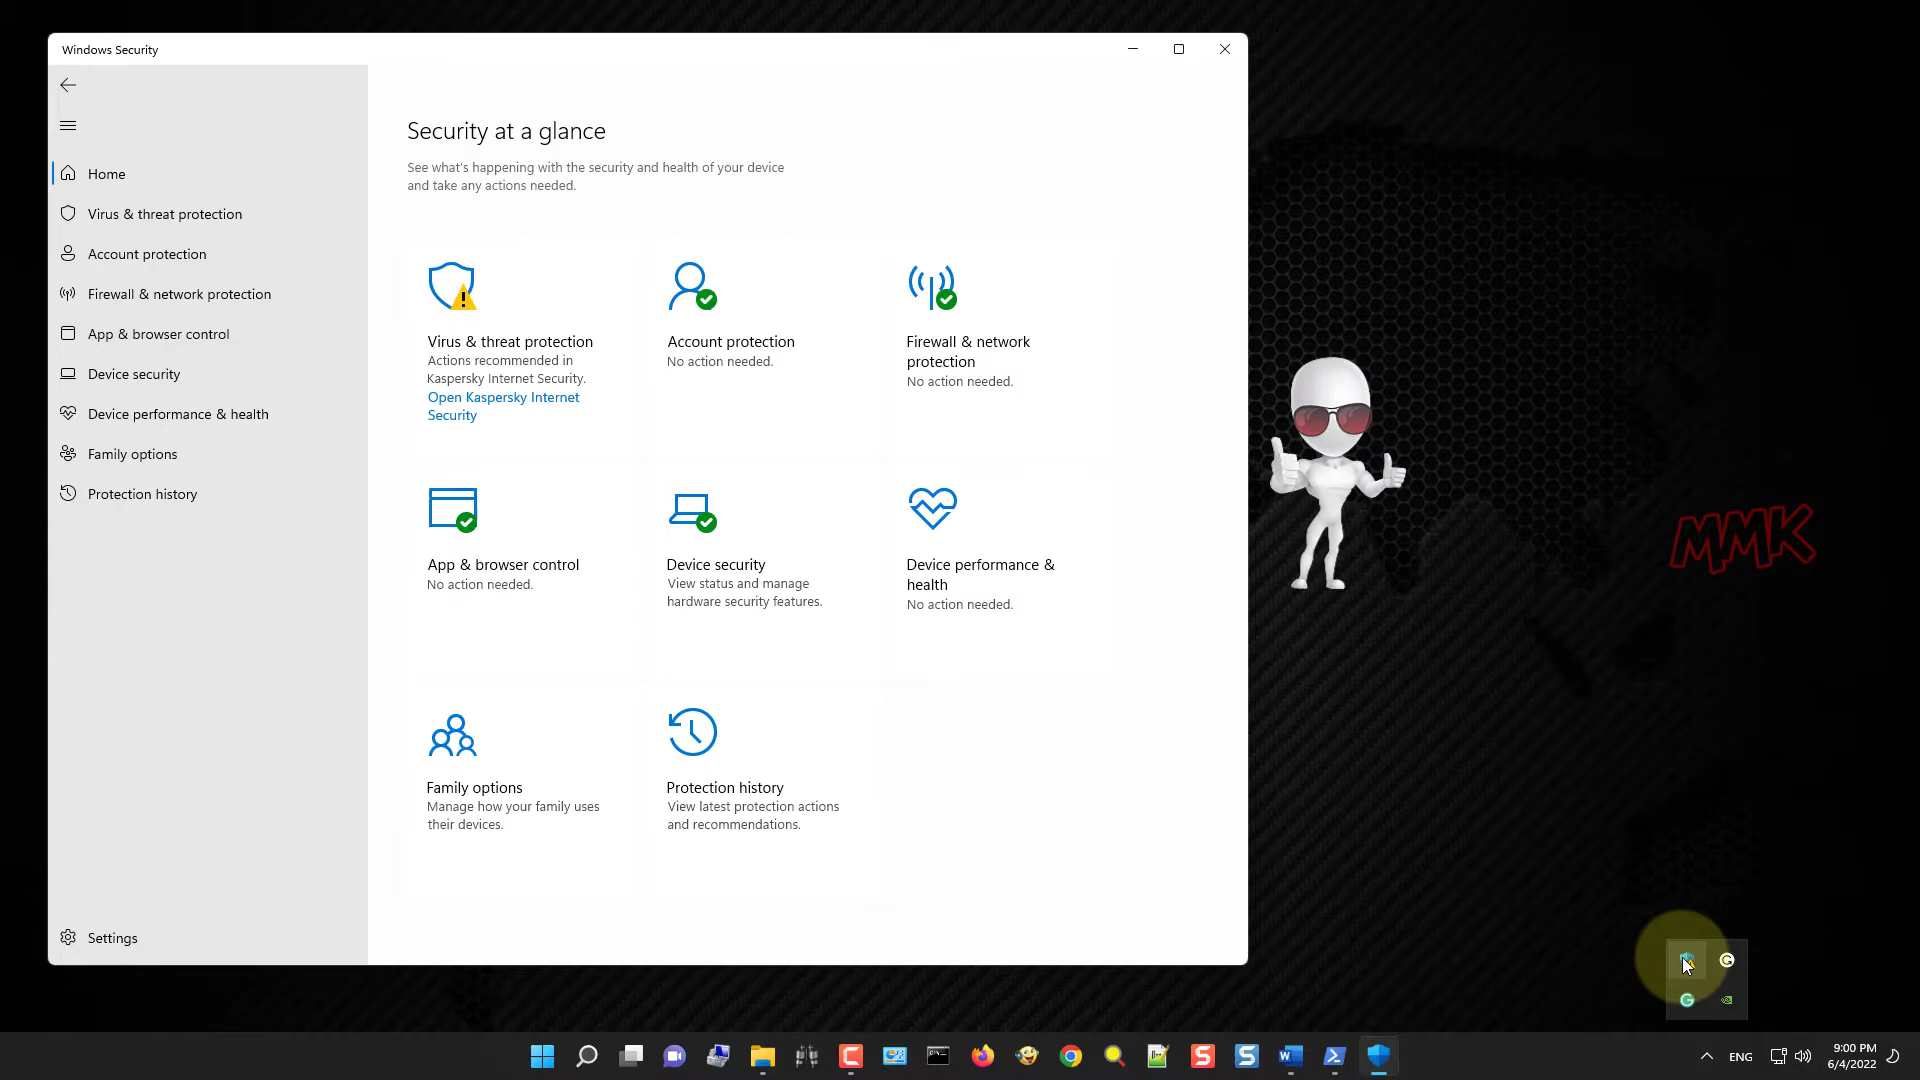 Windows Security
Home
Virus & threat protection
Account protection
Firewall & network protection
App & browser control
Device security
Device performance & health
Family options
Protection history
Settings
Security at a glance
See what's happening with the security and health of your device
and take any actions needed.
Virus & threat protection
Actions recommended in
Kaspersky Internet Security.
Open Kaspersky Internet
Security
Account protection
No action needed.
Firewall & network
protection
No action needed.
App & browser control
No action needed.
Device security
View status and manage
hardware security features.
Device performance &
health
No action needed.
Family options
Manage how your family uses
their devices.
Protection history
View latest protection actions
and recommendations.
MMK
ENG
9:00 PM
6/4/2022